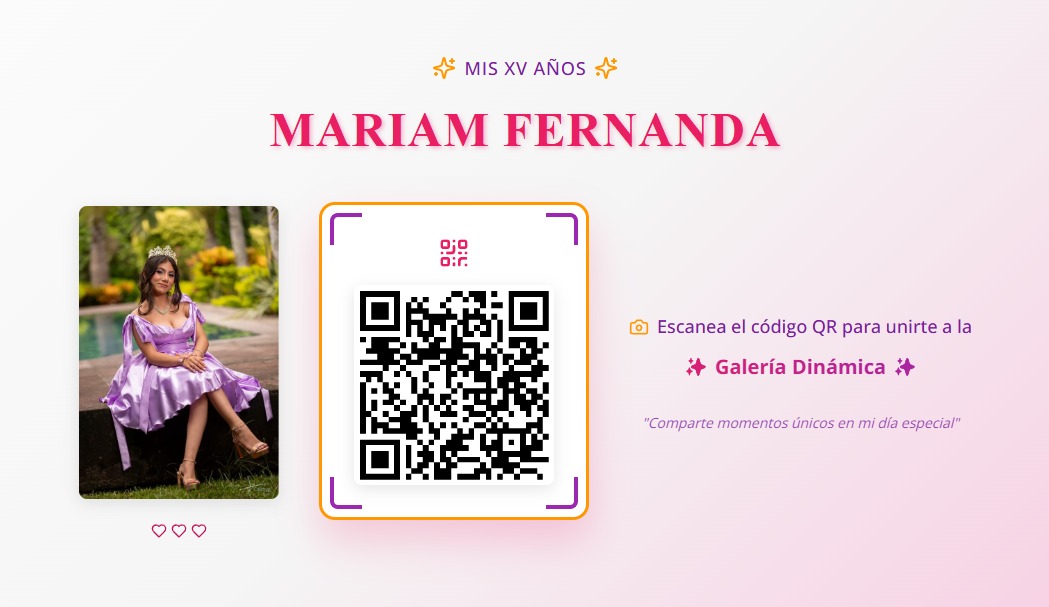 MIS XV AÑOS
MARIAM FERNANDA
Escanea el código QR para unirte a la
Galería Dinámica
"Comparte momentos únicos en mi día especial"